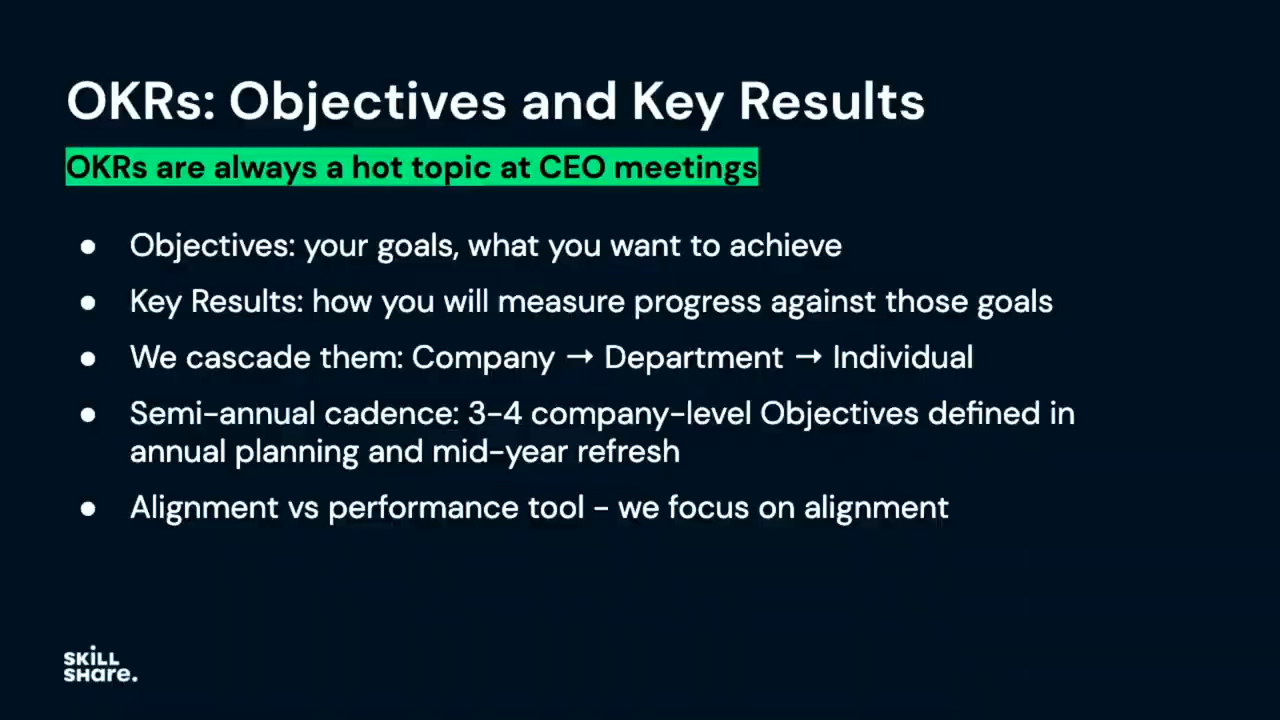 OKRs: Objectives and Key Results
OKRs are always a hot topic at CEO meetings
● Objectives: your goals, what you want to achieve
● Key Results: how you will measure progress against those goals
● We cascade them: Company → Department → Individual
● Semi-annual cadence: 3-4 company-level Objectives defined in
annual planning and mid-year refresh
● Alignment vs performance tool - we focus on alignment
SKiLL
SHare.